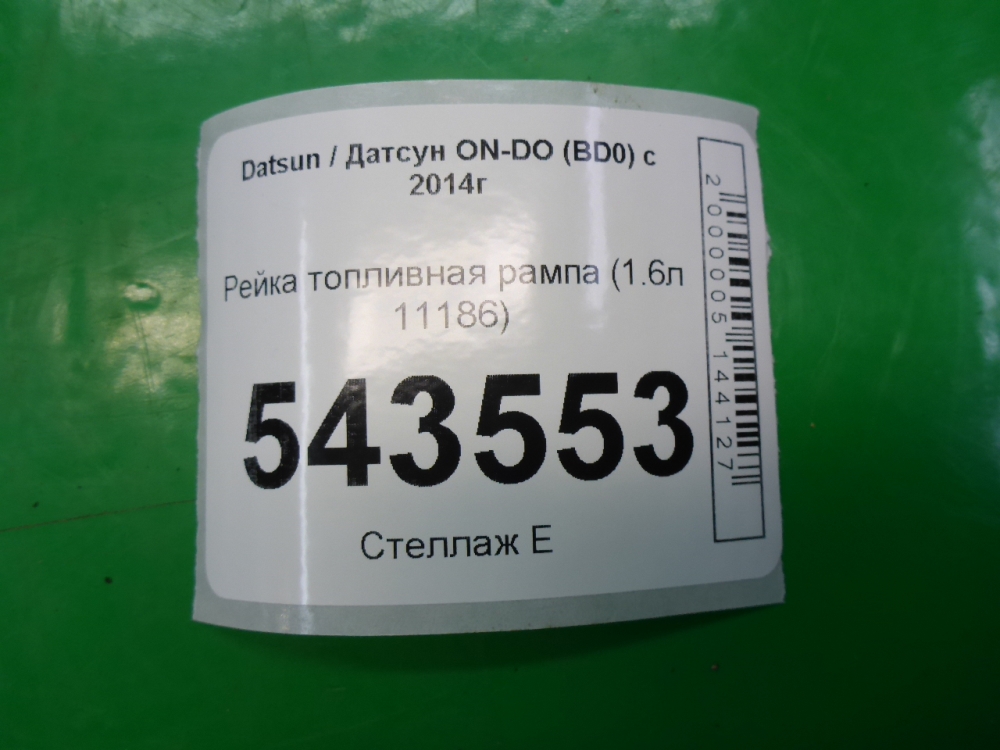 Datsun / Датсун ON-DO (BD0) с
2014г
Рейка топливная рампа (1.6л
11186)
543553
Стеллаж Е
2000005144127